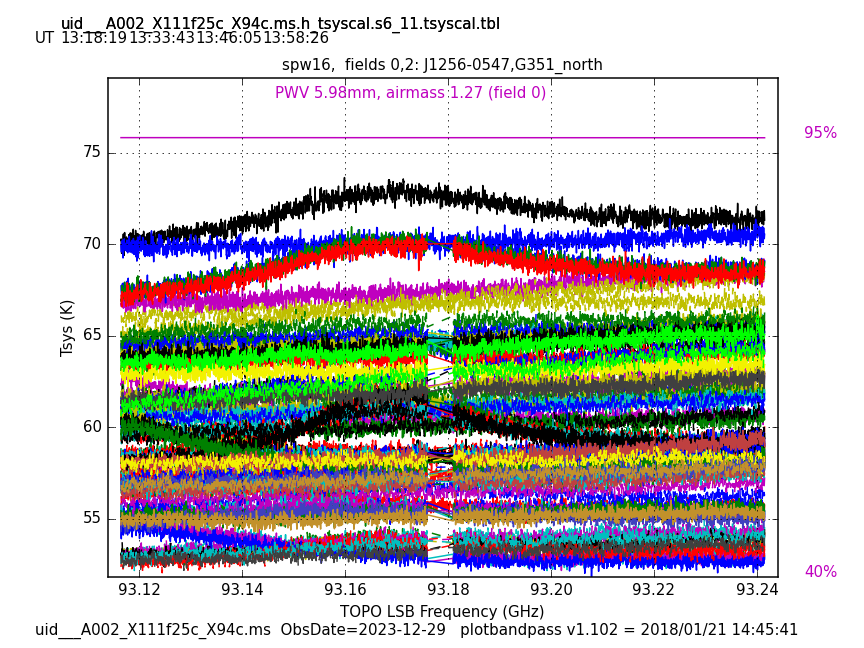 uid___A002_X111f25c_X94c.ms.h_tsyscal.s6_11.tsyscal.tbl
UT 13:18:19 13:33:43 13:46:05 13:58:26
spw16,  fields 0,2: J1256-0547,G351_north
PWV 5.98mm, airmass 1.27 (field 0)
95%
75
70
Tsys (K)
65
60
55
40%
93.12 93.14 93.16 93.18 93.20 93.22 93.24
TOPO LSB Frequency (GHz)
uid___A002_X111f25c_X94c.ms  ObsDate=2023-12-29   plotbandpass v1.102 = 2018/01/21 14:45:41